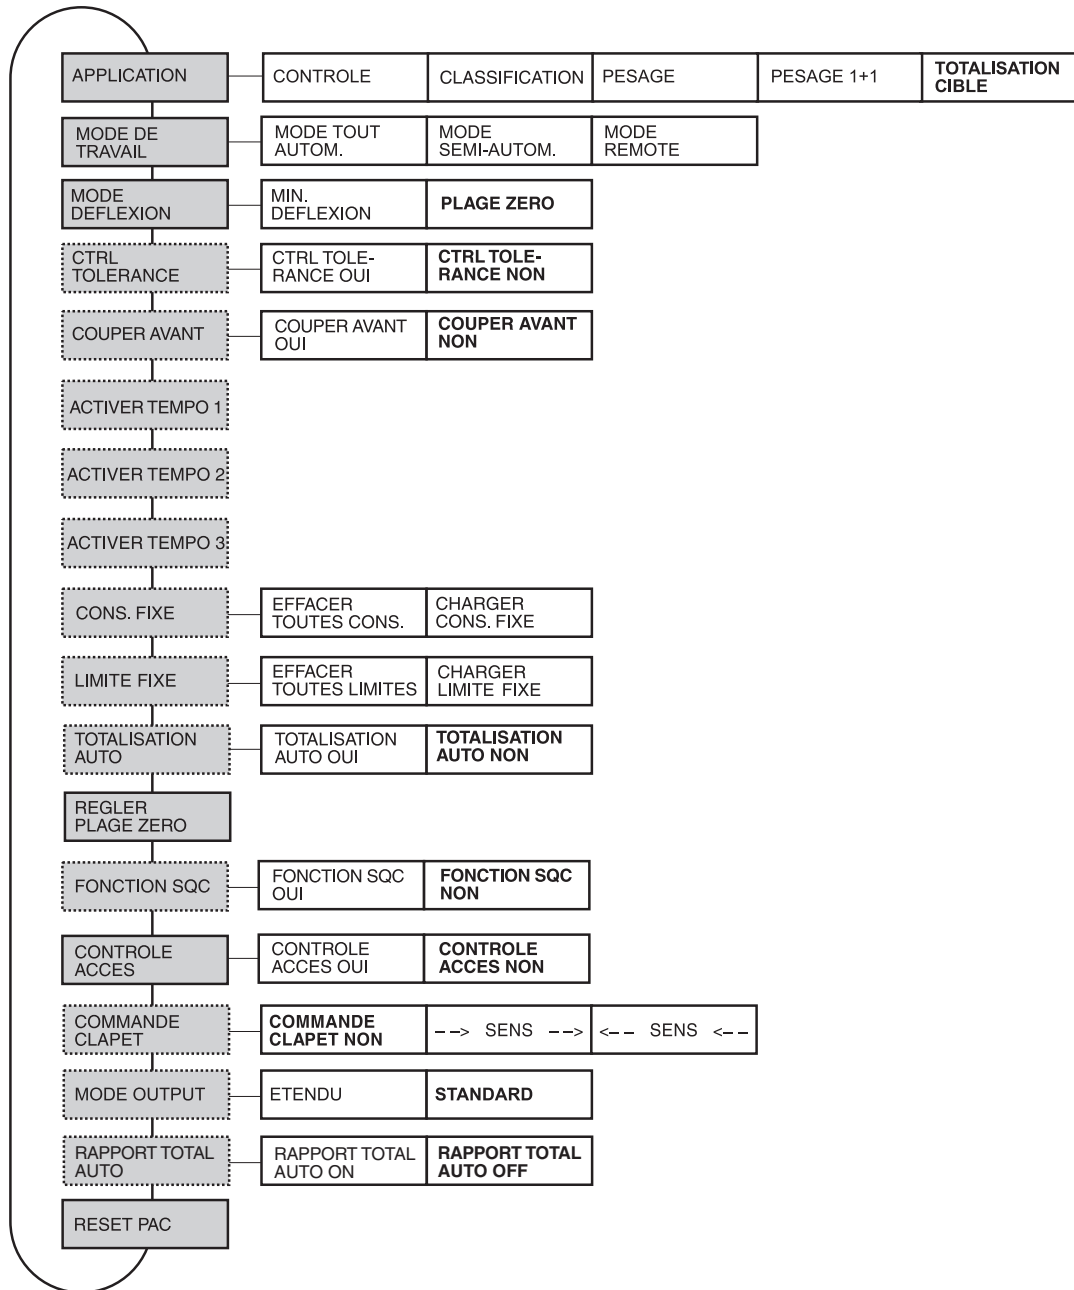 APPLICATION
CONTROLE
CLASSIFICATION
PESAGE
PESAGE 1+1
TOTALISATION
CIBLE
MODE DE
TRAVAIL
MODE TOUT
AUTOM.
MODE
SEMI-AUTOM.
MODE
REMOTE
MODE
DEFLEXION
MIN.
DEFLEXION
PLAGE ZERO
CTRL
TOLERANCE
CTRL TOLE-
RANCE OUI
CTRL TOLE-
RANCE NON
COUPER AVANT
COUPER AVANT
OUI
COUPER AVANT
NON
ACTIVER TEMPO 1
ACTIVER TEMPO 2
ACTIVER TEMPO 3
CONS. FIXE
EFFACER
TOUTES CONS.
CHARGER
CONS. FIXE
LIMITE FIXE
EFFACER
TOUTES LIMITES
CHARGER
LIMITE FIXE
TOTALISATION
AUTO
TOTALISATION
AUTO OUI
TOTALISATION
AUTO NON
REGLER
PLAGE ZERO
FONCTION SQC
FONCTION SQC
OUI
FONCTION SQC
NON
CONTROLE
ACCES
CONTROLE
ACCES OUI
CONTROLE
ACCES NON
COMMANDE
CLAPET
COMMANDE
CLAPET NON
––> SENS ––>
<–– SENS <––
MODE OUTPUT
ETENDU
STANDARD
RAPPORT TOTAL
AUTO
RAPPORT TOTAL
AUTO ON
RAPPORT TOTAL
AUTO OFF
RESET PAC